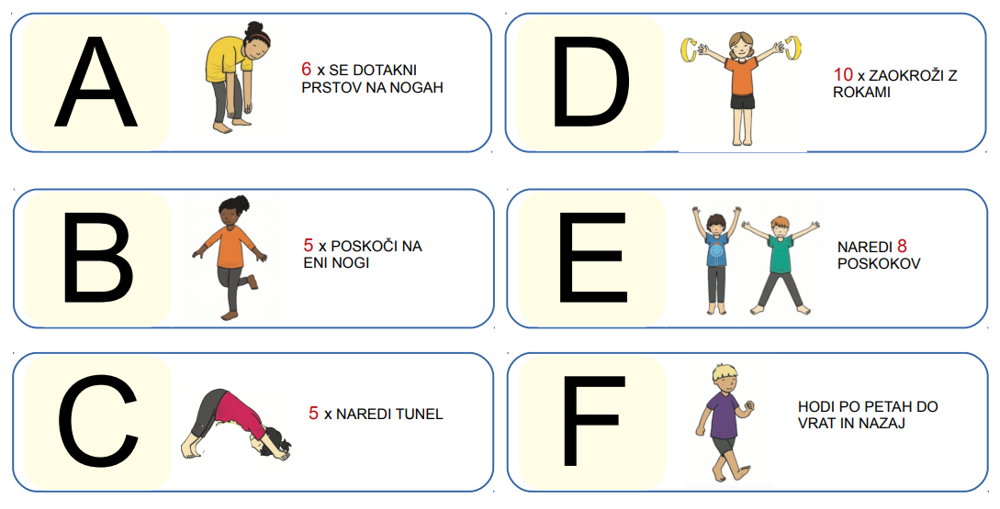 A
6 x SE DOTAKNI
PRSTOV NA NOGAH
D
10 x ZAOKROŽI Z
ROKAMI
B
5 x POSKOČI NA
ENI NOGI
E
NAREDI 8
POSKOKOV
C
5 x NAREDI TUNEL
F
HODI PO PETAH DO
VRAT IN NAZAJ